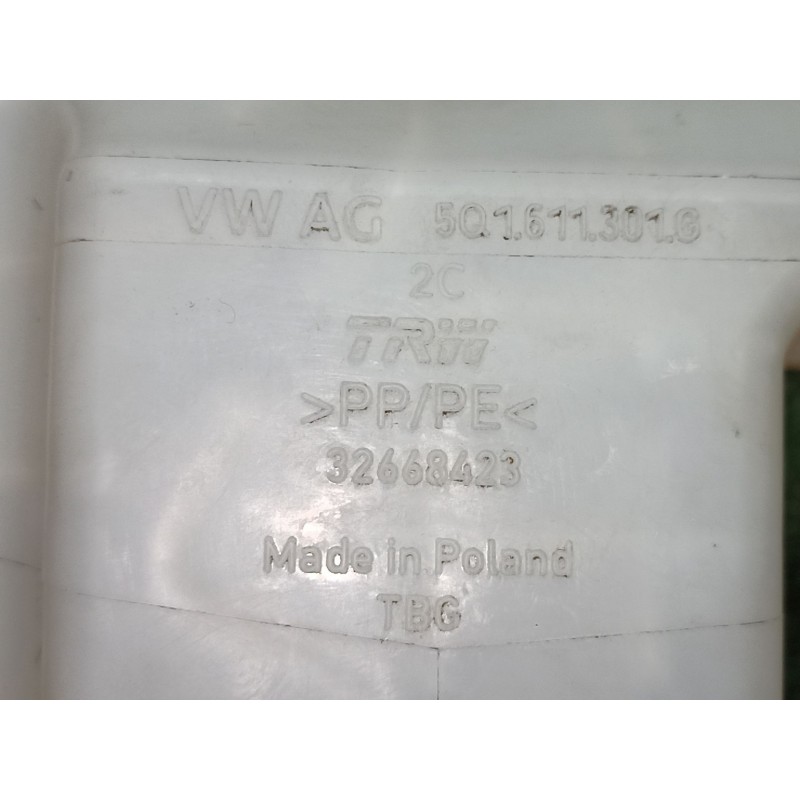 VW AG 5Q1.611.301.G
2C
TRW
>PP/PE<
32668423
Made in Poland
TBG